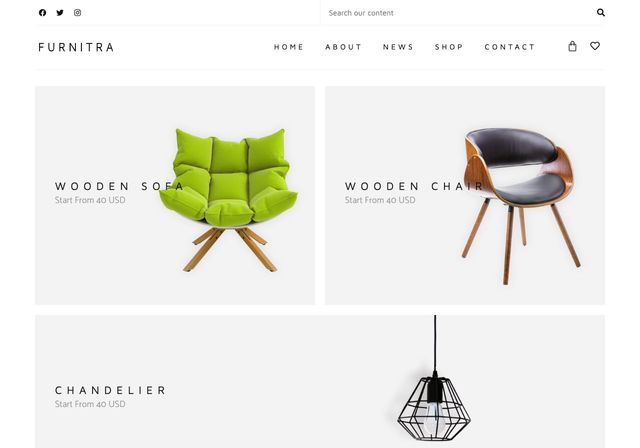 Search our content
FURNITRA
HOME ABOUT NEWS SHOP CONTACT
WOODEN SOFA
Start From 40 USD
WOODEN CHAIR
Start From 40 USD
CHANDELIER
Start From 40 USD